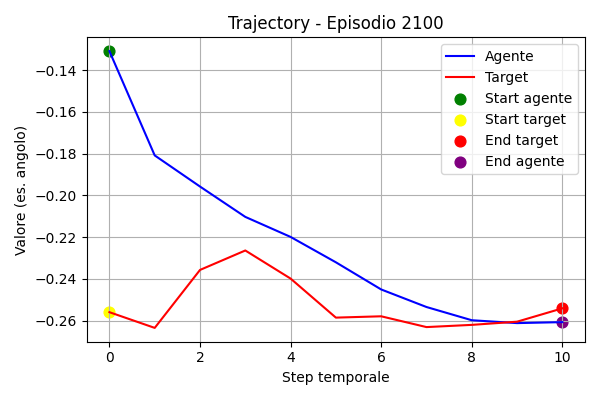 Trajectory - Episodio 2100
Valore (es. angolo)
−0.14
−0.16
−0.18
−0.20
−0.22
−0.24
−0.26
Agente
Target
Start agente
Start target
End target
End agente
0 2 4 6 8 10
Step temporale